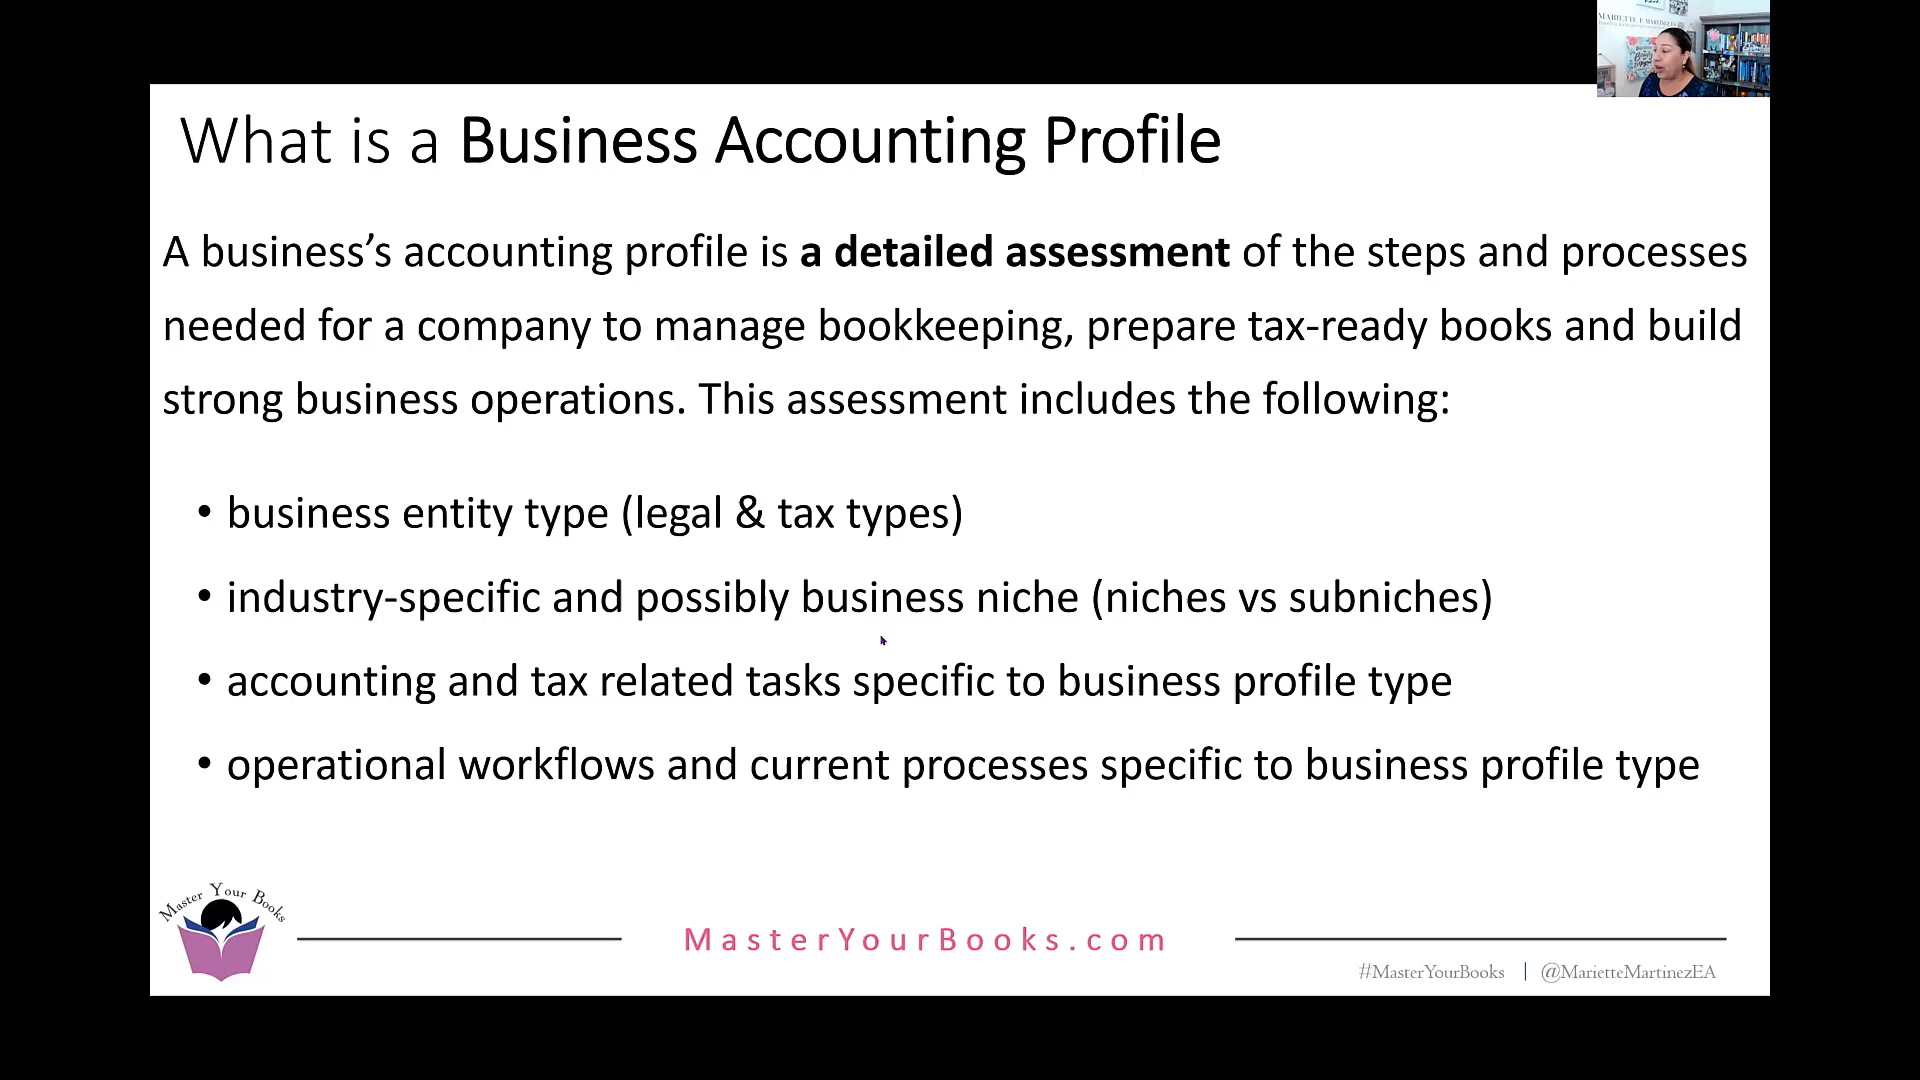 What is a Business Accounting Profile
A business’s accounting profile is a detailed assessment of the steps and processes
needed for a company to manage bookkeeping, prepare tax-ready books and build
strong business operations. This assessment includes the following:
• business entity type (legal & tax types)
• industry-specific and possibly business niche (niches vs subniches)
• accounting and tax related tasks specific to business profile type
• operational workflows and current processes specific to business profile type
Master Your Books
MasterYourBooks.com
#MasterYourBooks | @MarietteMartinezEA